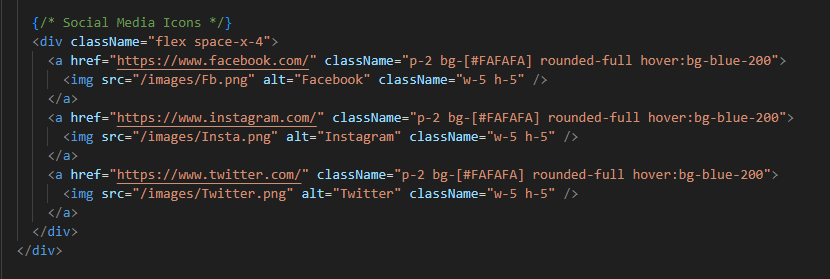 {/* Social Media Icons */}
<div className="flex space-x-4">
<a href="https://www.facebook.com/" className="p-2 bg-[#FAFAFA] rounded-full hover:bg-blue-200">
<img src="/images/Fb.png" alt="Facebook" className="w-5 h-5" />
</a>
<a href="https://www.instagram.com/" className="p-2 bg-[#FAFAFA] rounded-full hover:bg-blue-200">
<img src="/images/Insta.png" alt="Instagram" className="w-5 h-5" />
</a>
<a href="https://www.twitter.com/" className="p-2 bg-[#FAFAFA] rounded-full hover:bg-blue-200">
<img src="/images/Twitter.png" alt="Twitter" className="w-5 h-5" />
</a>
</div>
</div>